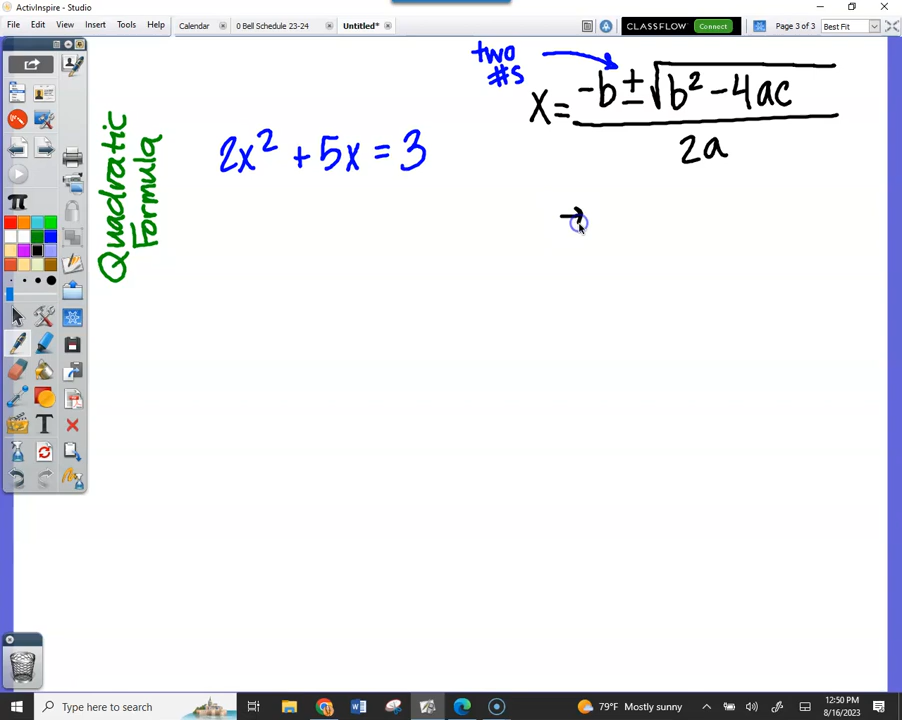 ActivInspire - Studio
File Edit View Insert Tools Help Calendar 0 Bell Schedule 23-24 Untitled* CLASSFLOW Connect Page 3 of 3 Best Fit
two
#s
x = -b ± √b² - 4ac
2a
2x² + 5x = 3
Quadratic
Formula
π
T
Type here to search 79°F Mostly sunny 12:50 PM
8/16/2023